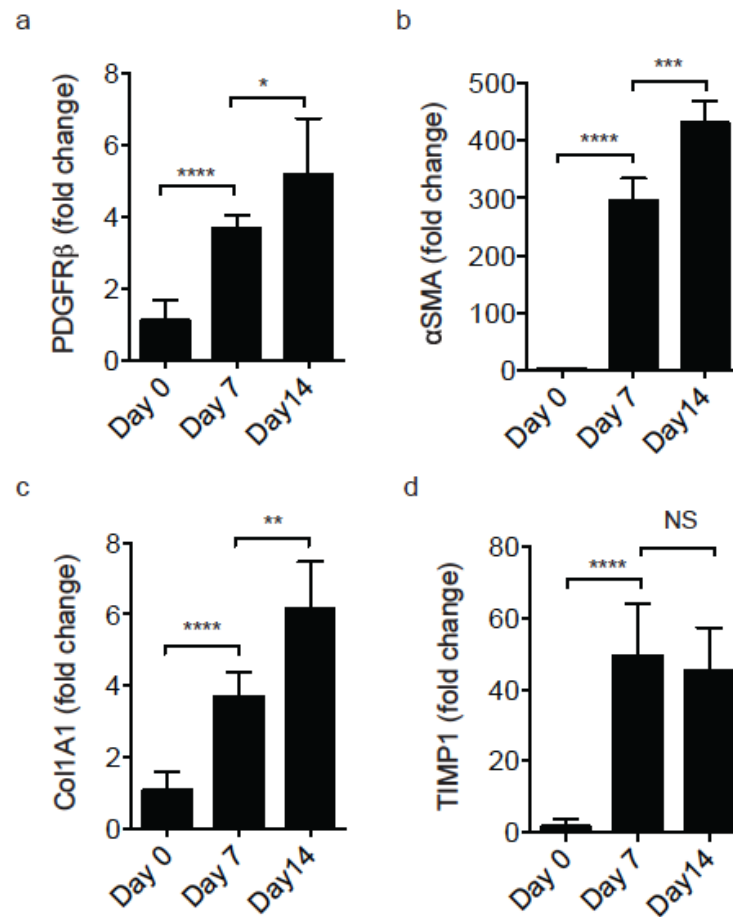 a
PDGFRβ (fold change)
8
6
4
2
0
****
*
Day 0
Day 7
Day14
b
αSMA (fold change)
500
400
300
200
100
0
****
***
Day 0
Day 7
Day14
c
Col1A1 (fold change)
8
6
4
2
0
****
**
Day 0
Day 7
Day14
d
TIMP1 (fold change)
80
60
40
20
0
****
NS
Day 0
Day 7
Day14